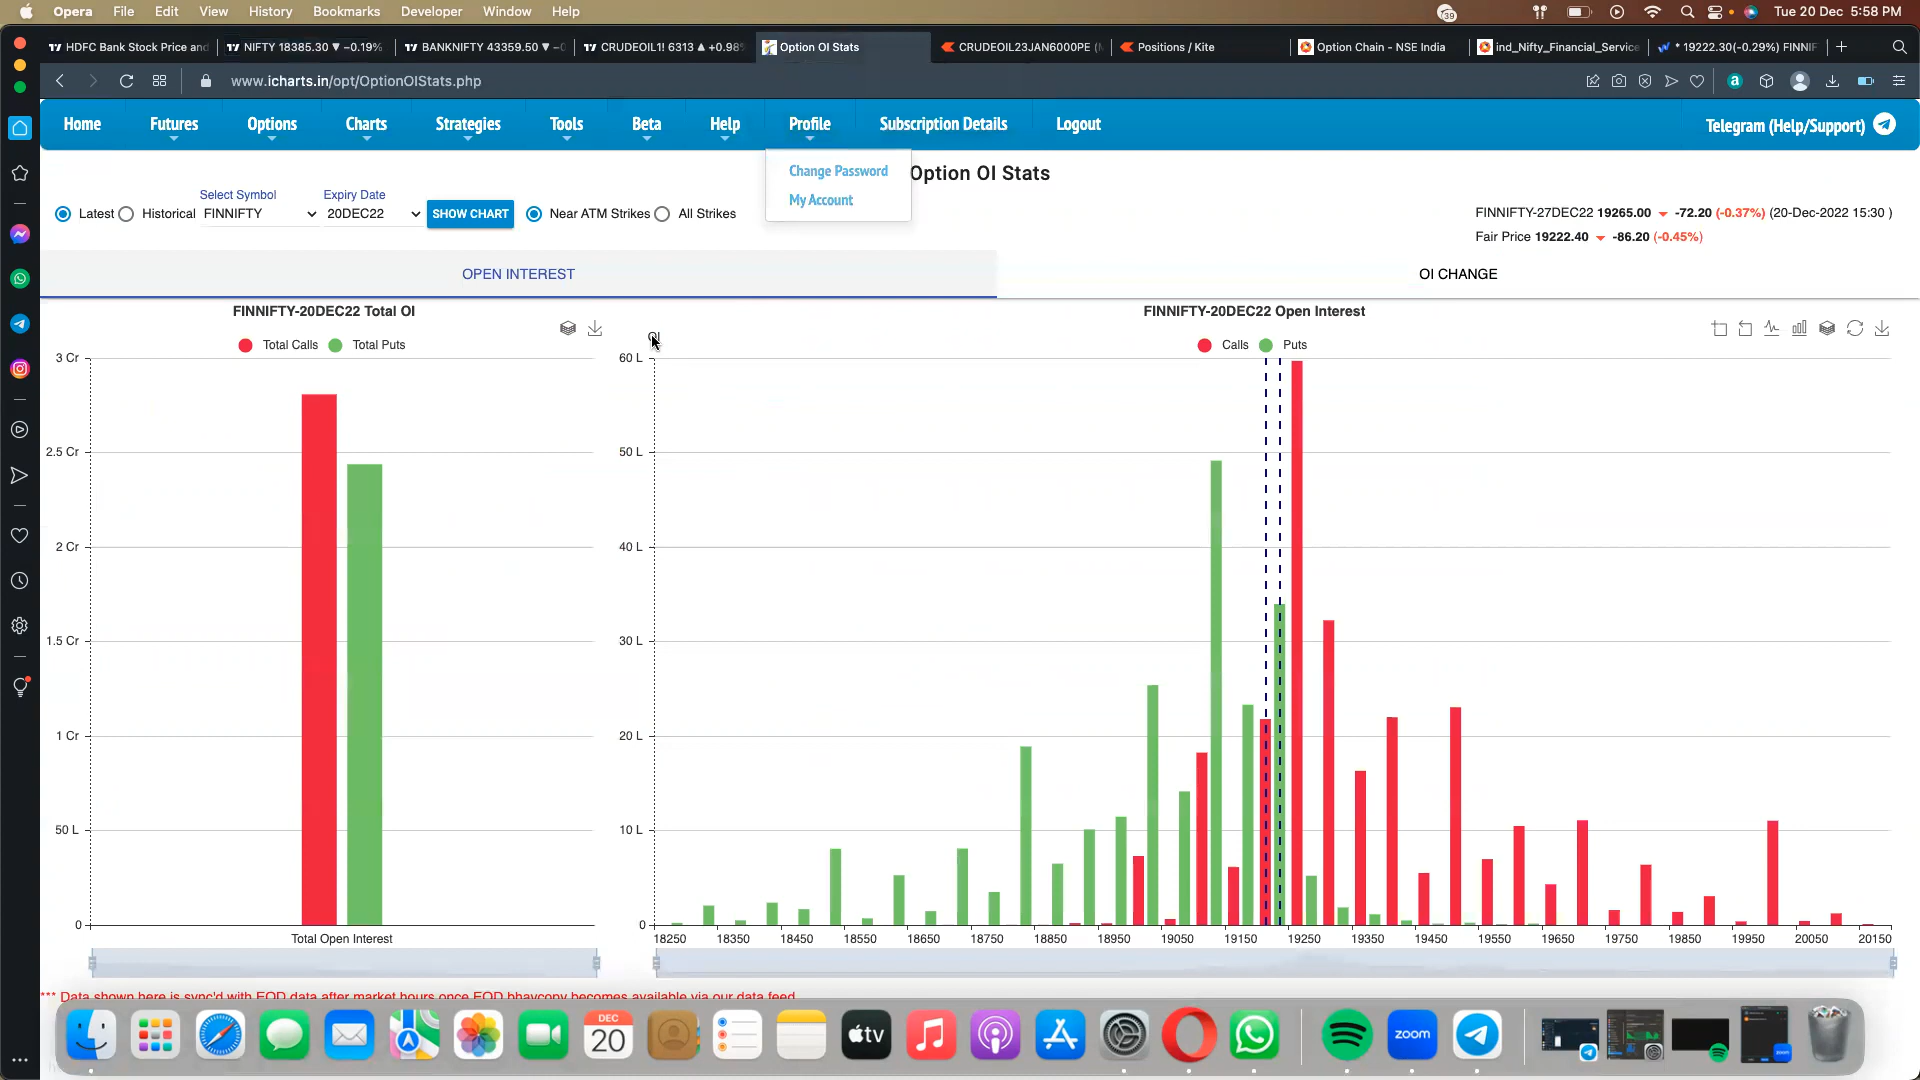 Opera File Edit View History Bookmarks Developer Window Help
39
Tue 20 Dec 5:58 PM
HDFC Bank Stock Price and
NIFTY 18385.30 ▼ −0.19%
BANKNIFTY 43359.50 ▼ −0
CRUDEOIL1! 6313 ▲ +0.98%
Option OI Stats
CRUDEOIL23JAN6000PE (
Positions / Kite
Option Chain - NSE India
ind_Nifty_Financial_Service
* 19222.30(-0.29%) FINNIF
www.icharts.in/opt/OptionOIStats.php
Home Futures Options Charts Strategies Tools Beta Help Profile Subscription Details Logout
Telegram (Help/Support)
Change Password
My Account
Option OI Stats
Select Symbol Expiry Date
Latest Historical FINNIFTY 20DEC22 SHOW CHART Near ATM Strikes All Strikes
FINNIFTY-27DEC22 19265.00 ▼ -72.20 (-0.37%) (20-Dec-2022 15:30 )
Fair Price 19222.40 ▼ -86.20 (-0.45%)
OPEN INTEREST
OI CHANGE
FINNIFTY-20DEC22 Total OI
Total Calls Total Puts
3 Cr
2.5 Cr
2 Cr
1.5 Cr
1 Cr
50 L
0
Total Open Interest
FINNIFTY-20DEC22 Open Interest
Calls Puts
OI
60 L
50 L
40 L
30 L
20 L
10 L
0
18250 18350 18450 18550 18650 18750 18850 18950 19050 19150 19250 19350 19450 19550 19650 19750 19850 19950 20050 20150
*** Data shown here is sync'd with EOD data after market hours once EOD bhavcopy becomes available via our data feed
DEC
20
tv
zoom